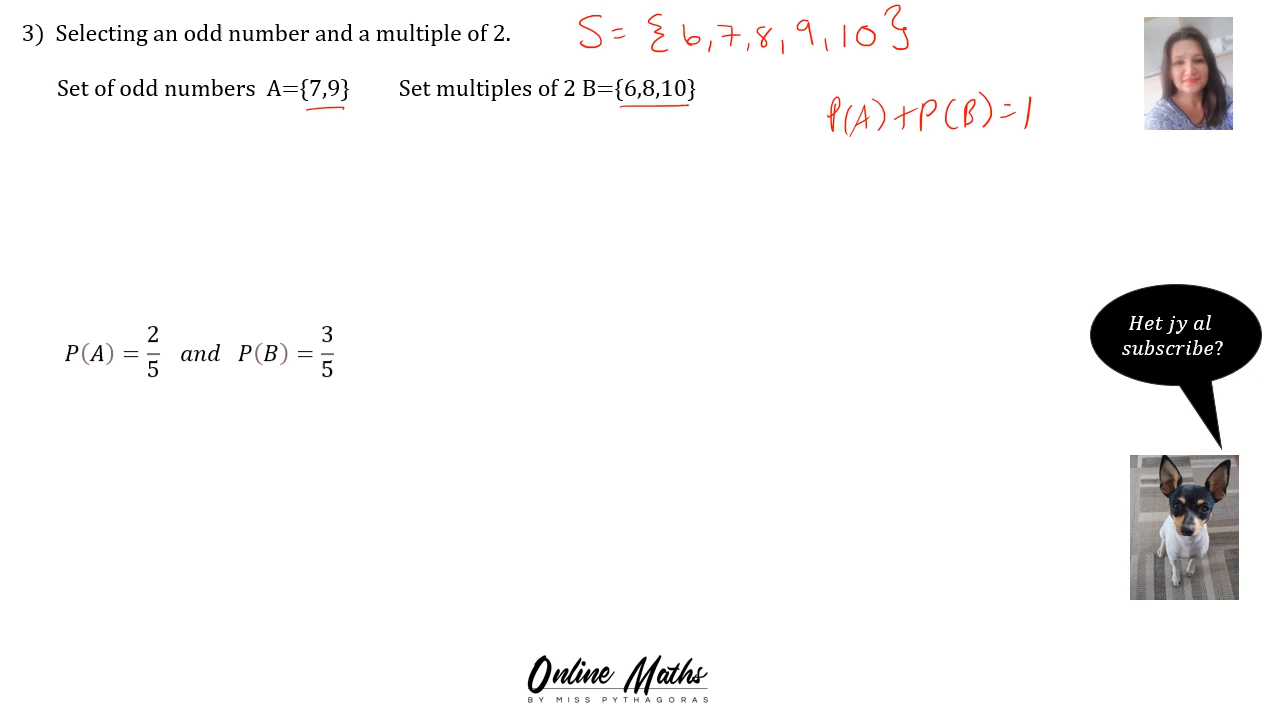 3) Selecting an odd number and a multiple of 2.
S = {6,7,8,9,10}
Set of odd numbers A={7,9} Set multiples of 2 B={6,8,10}
P(A)+P(B)=1
Het jy al
subscribe?
P(A) = 2/5 and P(B) = 3/5
Online Maths
BY MISS PYTHAGORAS